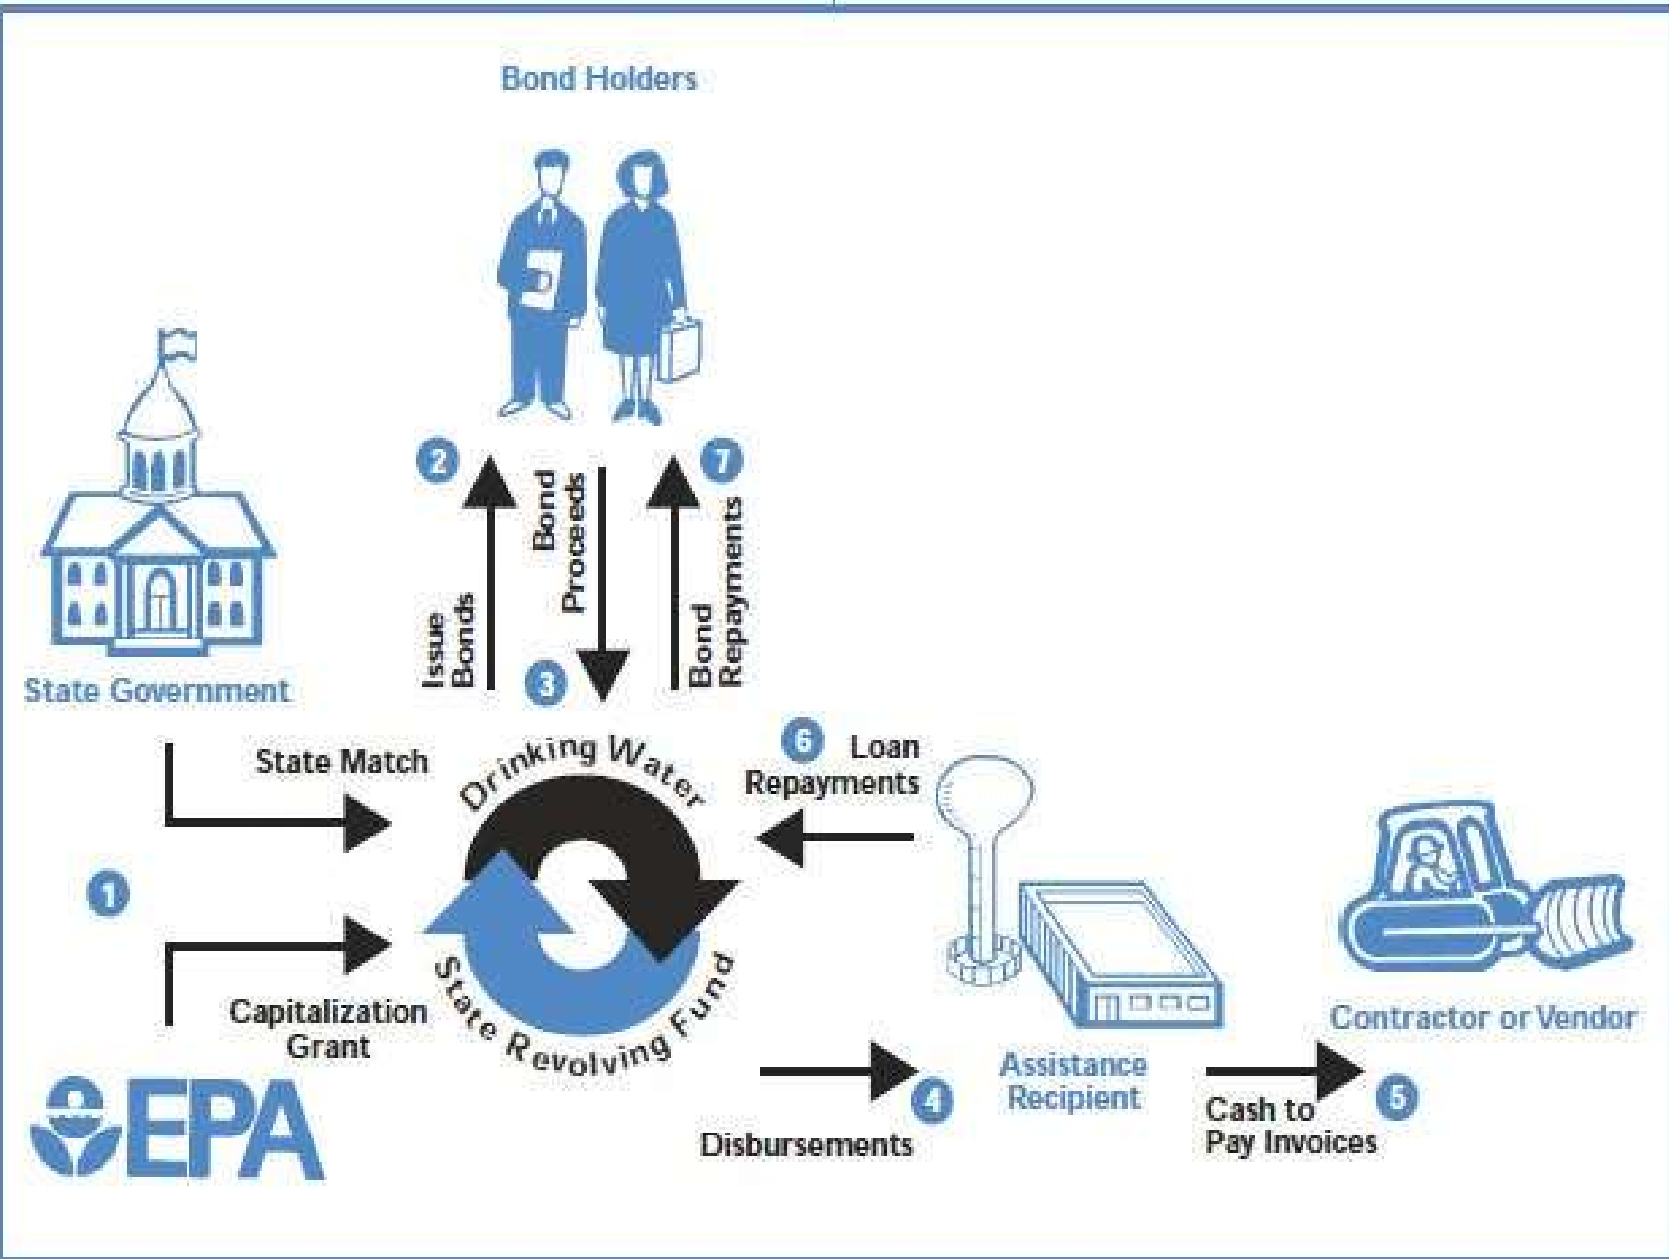 Bond Holders
2
7
Issue
Bonds
Bond
Proceeds
Bond
Repayments
3
State Government
State Match
6
Loan
Repayments
Drinking Water
State Revolving Fund
1
Capitalization
Grant
EPA
Disbursements
4
Assistance
Recipient
Contractor or Vendor
5
Cash to
Pay Invoices